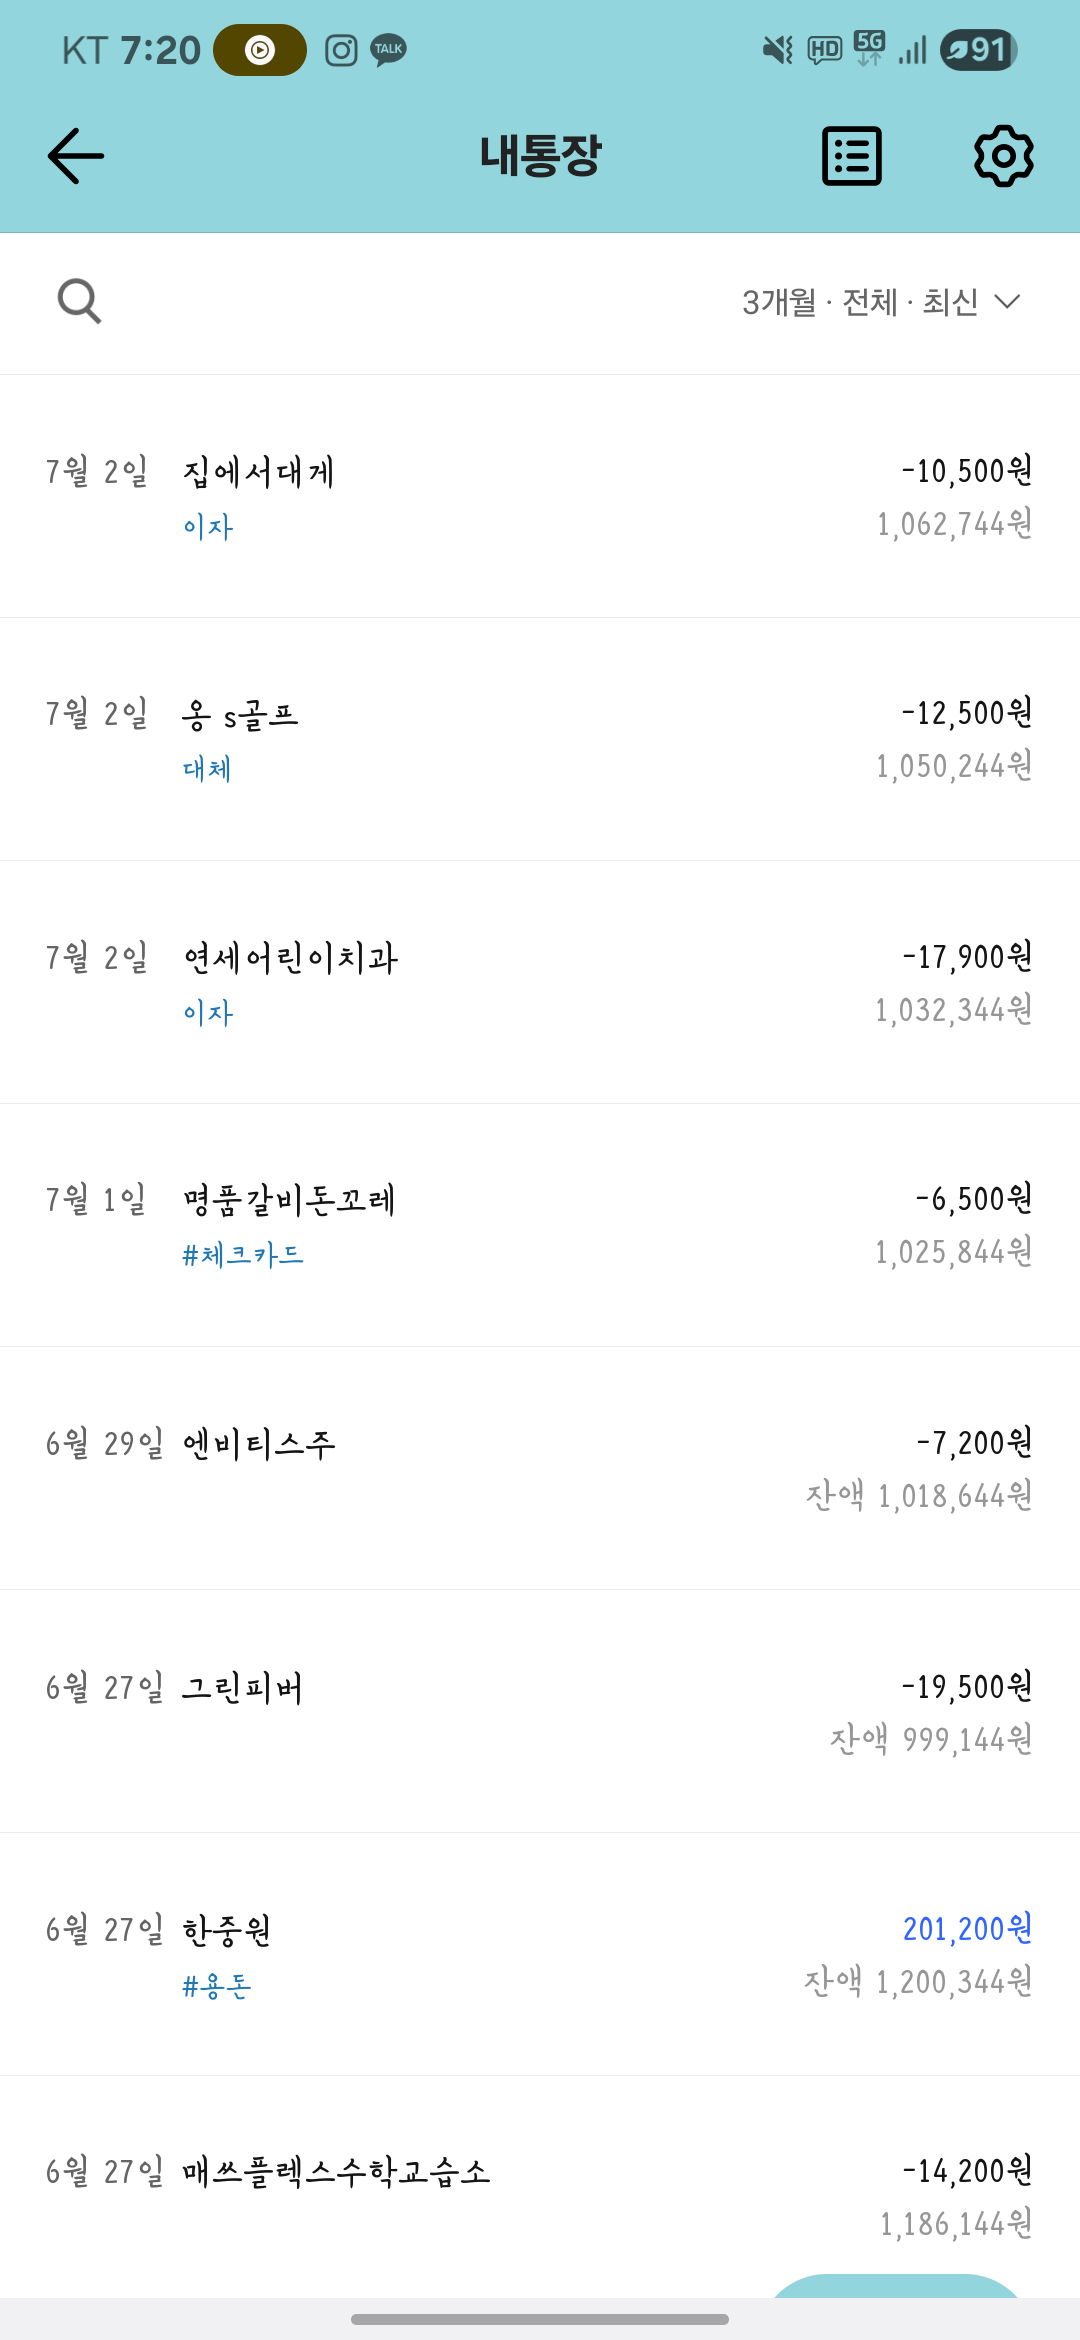 KT 7:20 TALK HD 5G 91
내통장
3개월 · 전체 · 최신
7월 2일 집에서대게 -10,500원
이자 1,062,744원
7월 2일 옹 s골프 -12,500원
대체 1,050,244원
7월 2일 연세어린이치과 -17,900원
이자 1,032,344원
7월 1일 명품갈비돈꼬레 -6,500원
#체크카드 1,025,844원
6월 29일 엔비티스주 -7,200원
잔액 1,018,644원
6월 27일 그린피버 -19,500원
잔액 999,144원
6월 27일 한중원 201,200원
#용돈 잔액 1,200,344원
6월 27일 매쓰플렉스수학교습소 -14,200원
1,186,144원